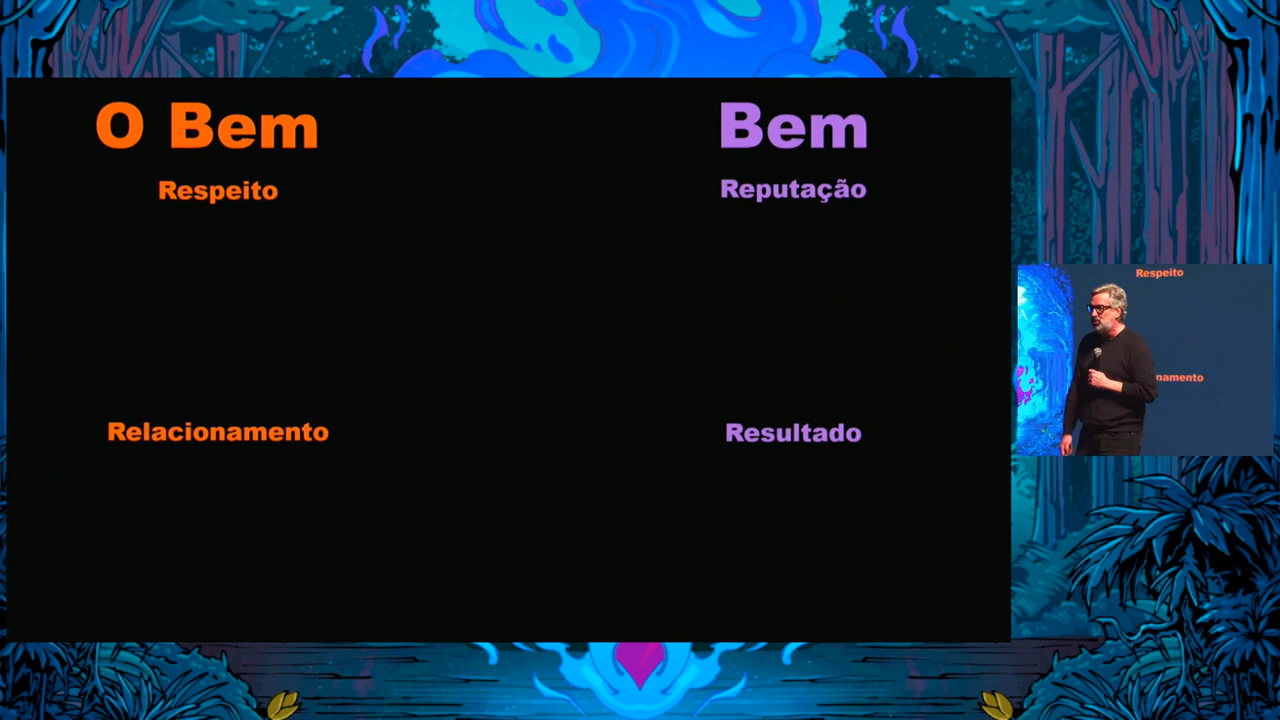 O Bem
Bem
Respeito
Reputação
Relacionamento
Resultado
Respeito
namento